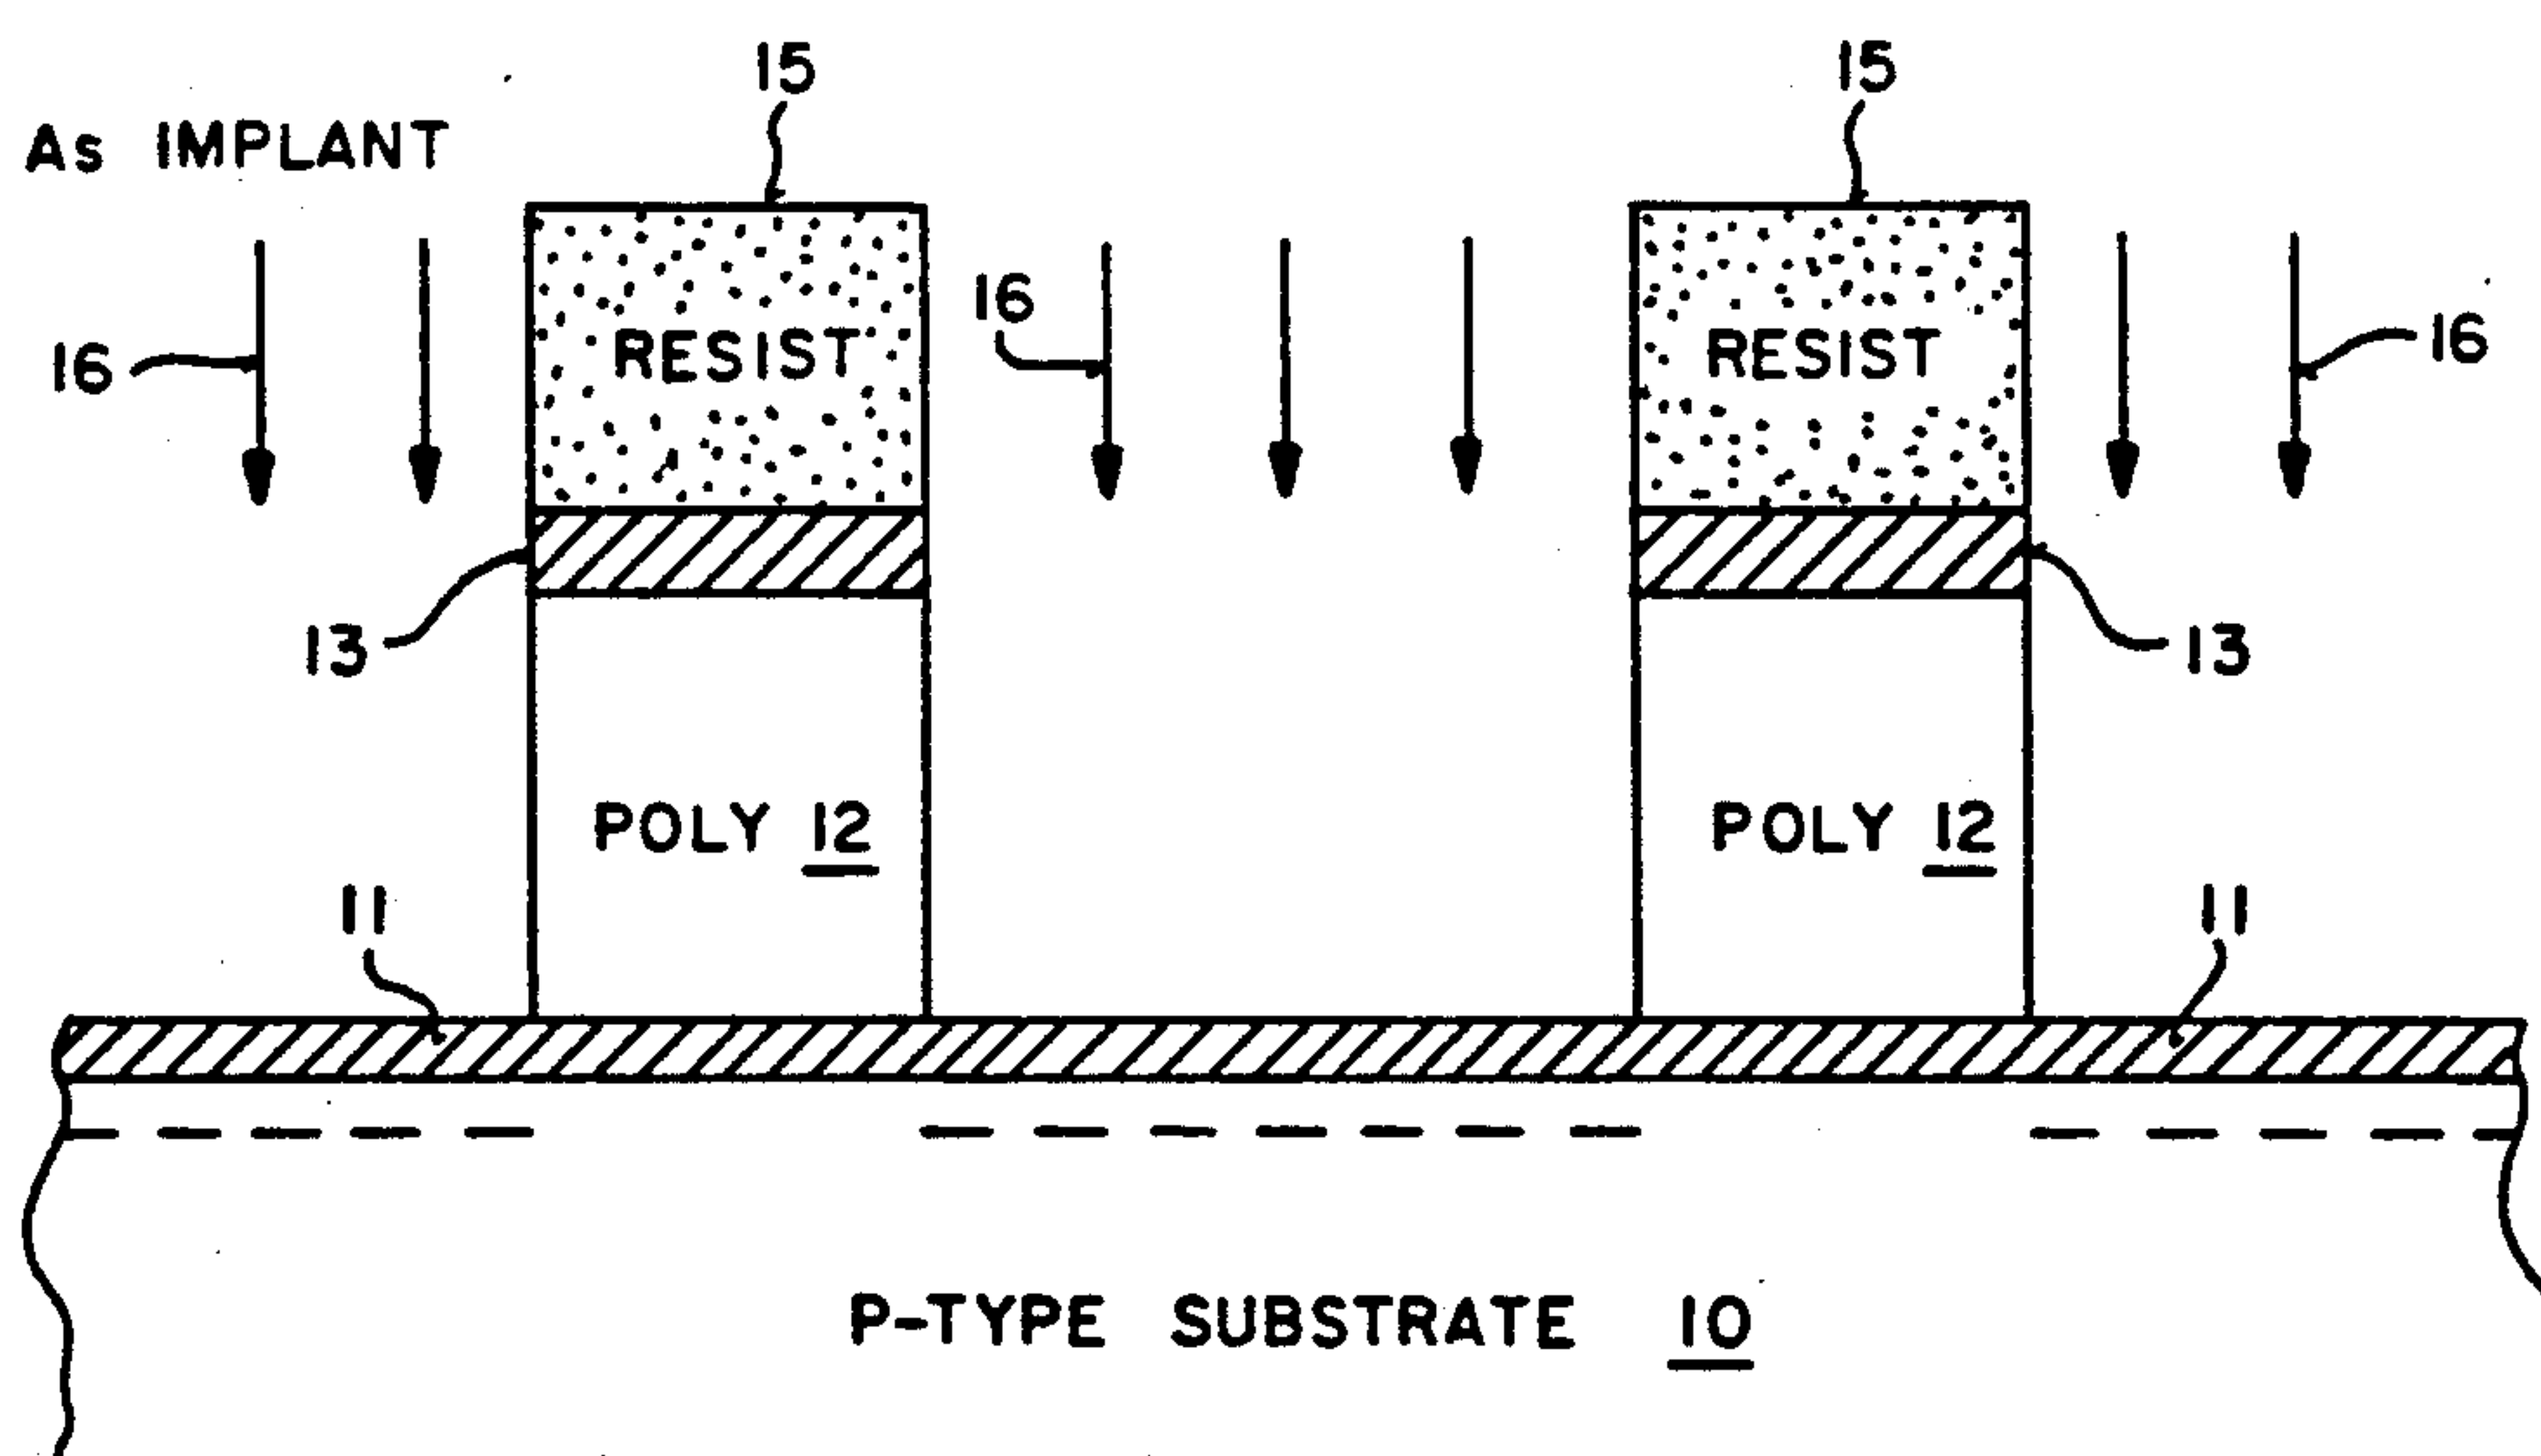 15
15
As IMPLANT
16
16
16
RESIST
RESIST
13
13
POLY 12
POLY 12
11
11
P-TYPE SUBSTRATE 10